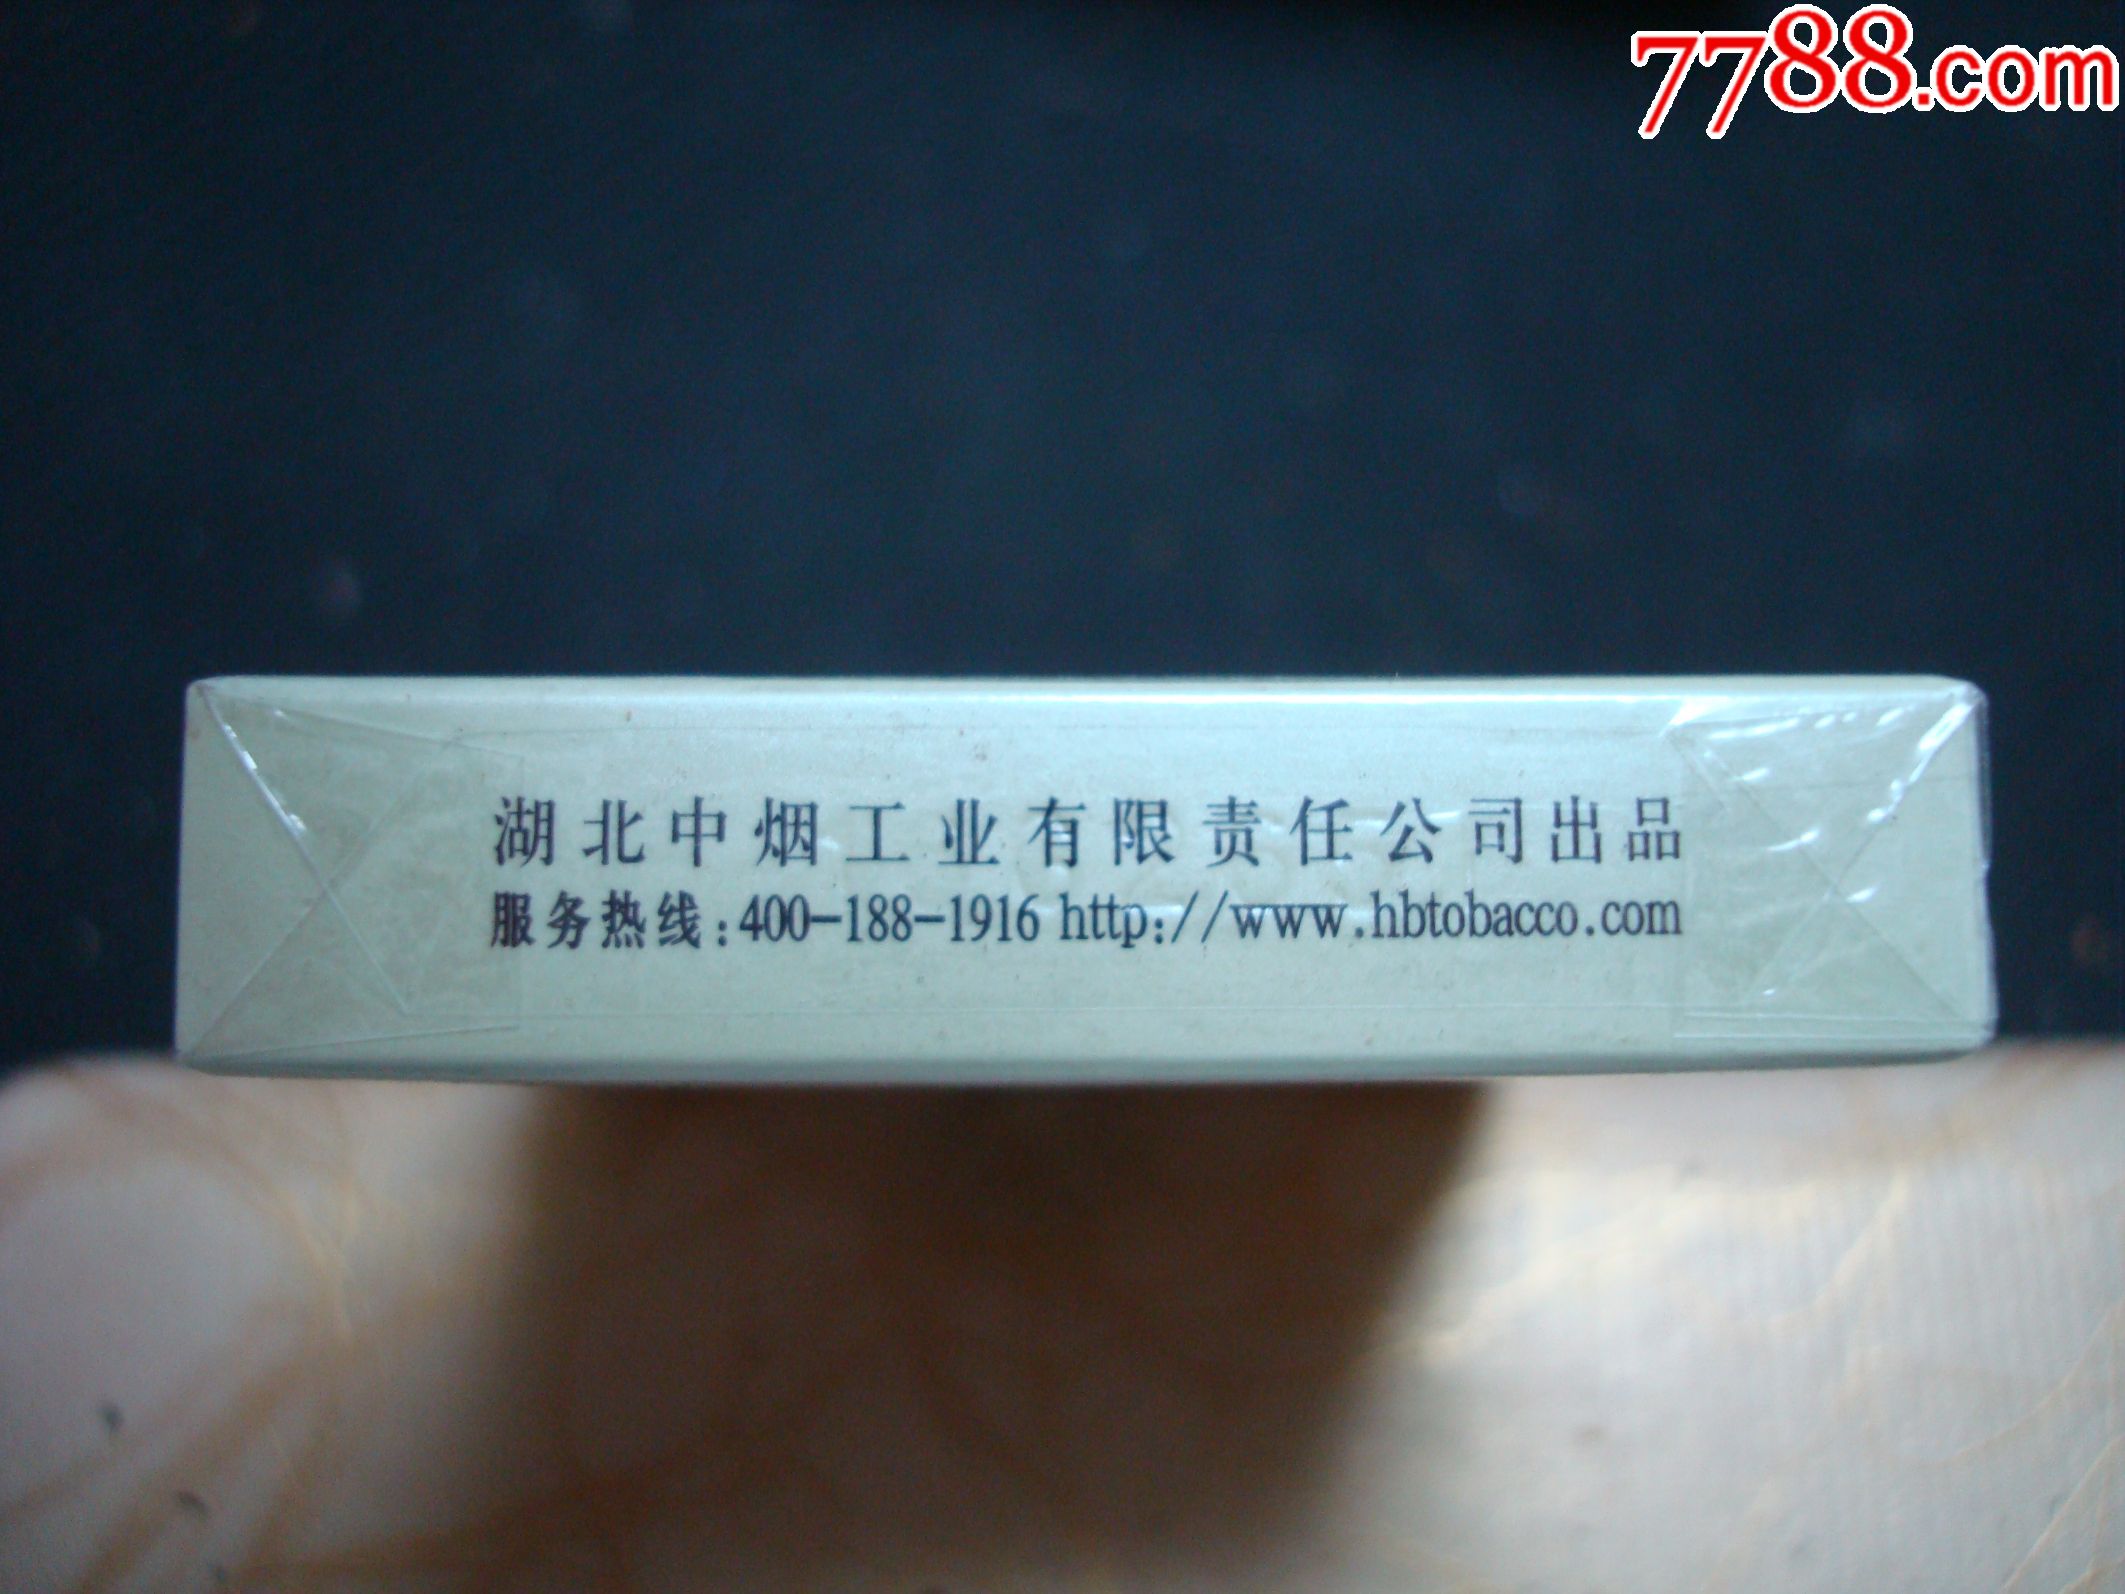 7788.com
湖北中烟工业有限责任公司出品
服务热线:400-188-1916 http://www.hbtobacco.com